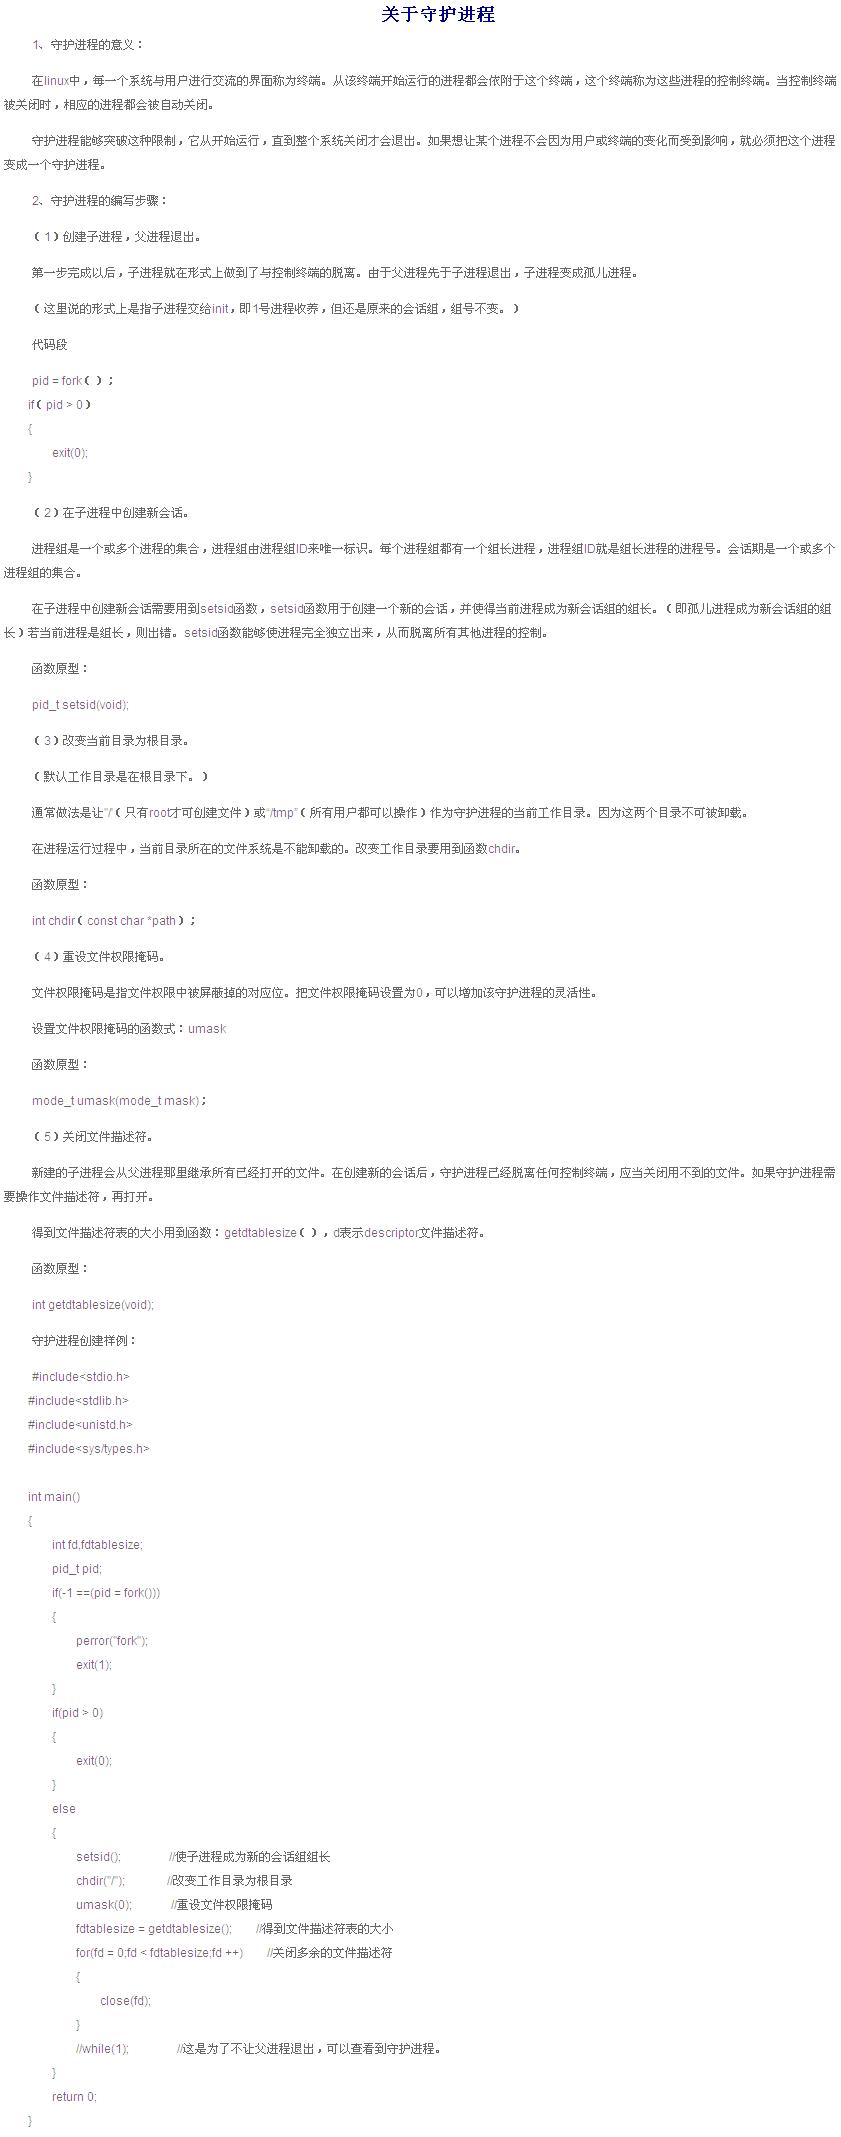 关于守护进程
1、守护进程的意义：
在linux中，每一个系统与用户进行交流的界面称为终端。从该终端开始运行的进程都会依附于这个终端，这个终端称为这些进程的控制终端。当控制终端
被关闭时，相应的进程都会被自动关闭。
守护进程能够突破这种限制，它从开始运行，直到整个系统关闭才会退出。如果想让某个进程不会因为用户或终端的变化而受到影响，就必须把这个进程
变成一个守护进程。
2、守护进程的编写步骤：
（1）创建子进程，父进程退出。
第一步完成以后，子进程就在形式上做到了与控制终端的脱离。由于父进程先于子进程退出，子进程变成孤儿进程。
（这里说的形式上是指子进程交给init，即1号进程收养，但还是原来的会话组，组号不变。）
代码段
pid = fork（）；
if（pid > 0）
{
exit(0);
}
（2）在子进程中创建新会话。
进程组是一个或多个进程的集合，进程组由进程组ID来唯一标识。每个进程组都有一个组长进程，进程组ID就是组长进程的进程号。会话期是一个或多个
进程组的集合。
在子进程中创建新会话需要用到setsid函数，setsid函数用于创建一个新的会话，并使得当前进程成为新会话组的组长。（即孤儿进程成为新会话组的组
长）若当前进程是组长，则出错。setsid函数能够使进程完全独立出来，从而脱离所有其他进程的控制。
函数原型：
pid_t setsid(void);
（3）改变当前目录为根目录。
（默认工作目录是在根目录下。）
通常做法是让“/”（只有root才可创建文件）或“/tmp”（所有用户都可以操作）作为守护进程的当前工作目录。因为这两个目录不可被卸载。
在进程运行过程中，当前目录所在的文件系统是不能卸载的。改变工作目录要用到函数chdir。
函数原型：
int chdir（const char *path）；
（4）重设文件权限掩码。
文件权限掩码是指文件权限中被屏蔽掉的对应位。把文件权限掩码设置为0，可以增加该守护进程的灵活性。
设置文件权限掩码的函数式：umask
函数原型：
mode_t umask(mode_t mask)；
（5）关闭文件描述符。
新建的子进程会从父进程那里继承所有已经打开的文件。在创建新的会话后，守护进程已经脱离任何控制终端，应当关闭用不到的文件。如果守护进程需
要操作文件描述符，再打开。
得到文件描述符表的大小用到函数：getdtablesize（），d表示descriptor文件描述符。
函数原型：
int getdtablesize(void);
守护进程创建样例：
#include<stdio.h>
#include<stdlib.h>
#include<unistd.h>
#include<sys/types.h>
int main()
{
int fd,fdtablesize;
pid_t pid;
if(-1 ==(pid = fork()))
{
perror("fork");
exit(1);
}
if(pid > 0)
{
exit(0);
}
else
{
setsid(); //使子进程成为新的会话组组长
chdir("/"); //改变工作目录为根目录
umask(0); //重设文件权限掩码
fdtablesize = getdtablesize(); //得到文件描述符表的大小
for(fd = 0;fd < fdtablesize;fd ++) //关闭多余的文件描述符
{
close(fd);
}
//while(1); //这是为了不让父进程退出，可以查看到守护进程。
}
return 0;
}